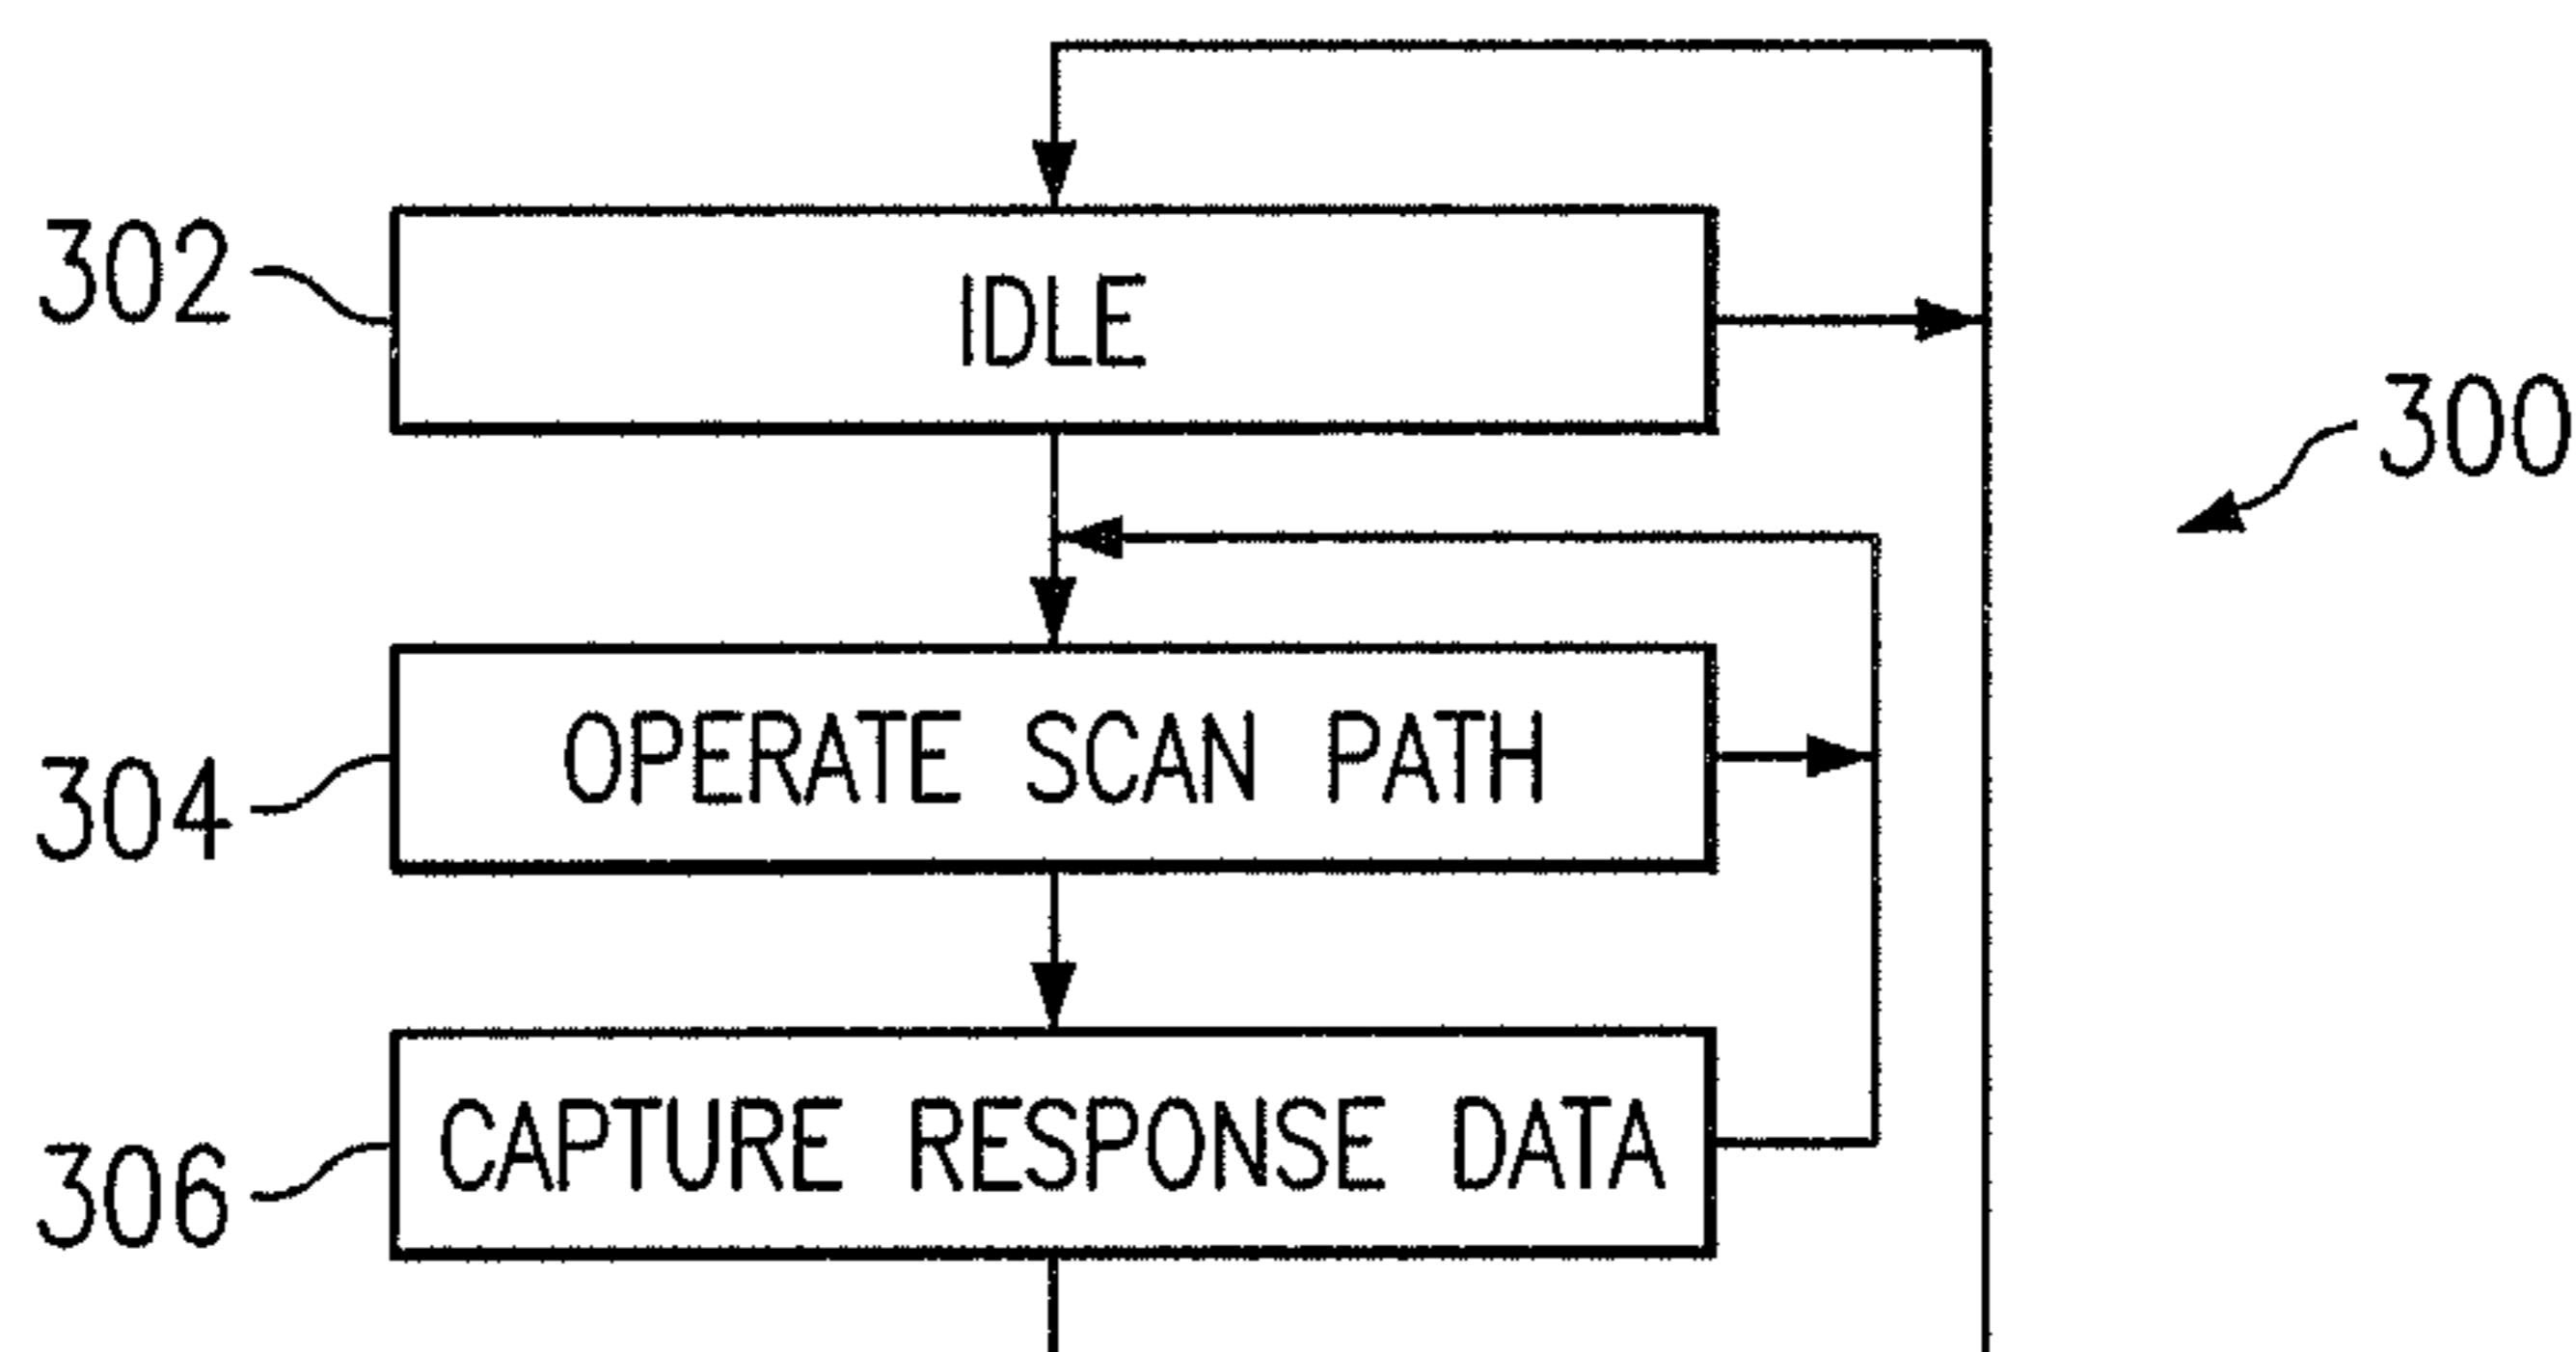 302
IDLE
300
304
OPERATE SCAN PATH
306
CAPTURE RESPONSE DATA